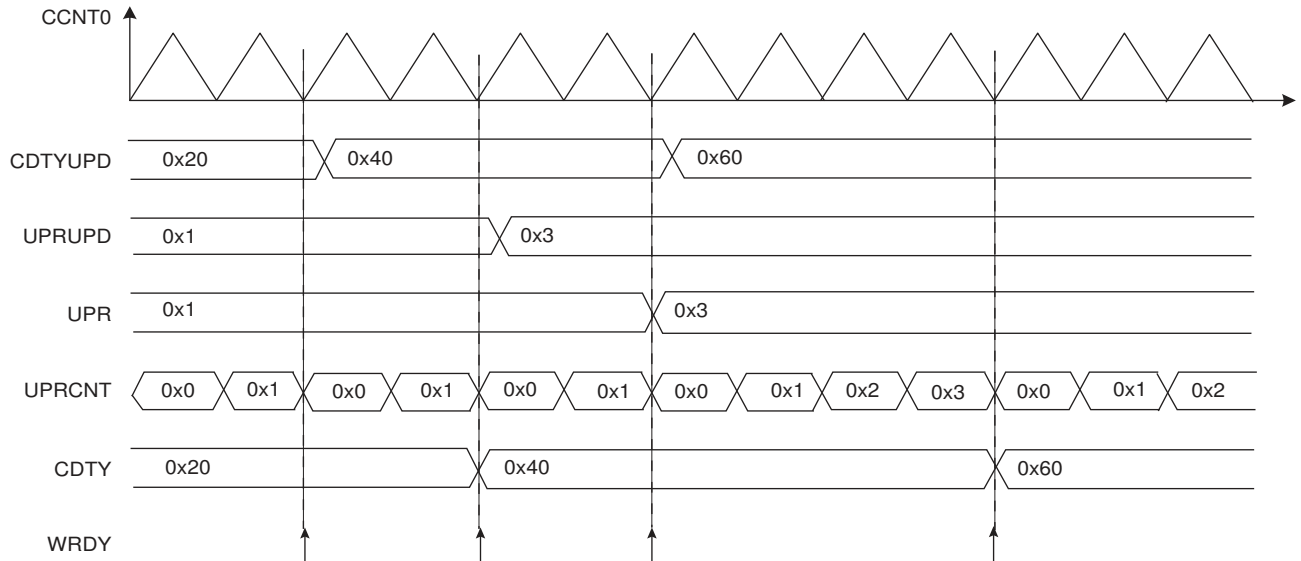 CCNT0
CDTYUPD 0x20 0x40 0x60
UPRUPD 0x1 0x3
UPR 0x1 0x3
UPRCNT 0x0 0x1 0x0 0x1 0x0 0x1 0x0 0x1 0x2 0x3 0x0 0x1 0x2
CDTY 0x20 0x40 0x60
WRDY